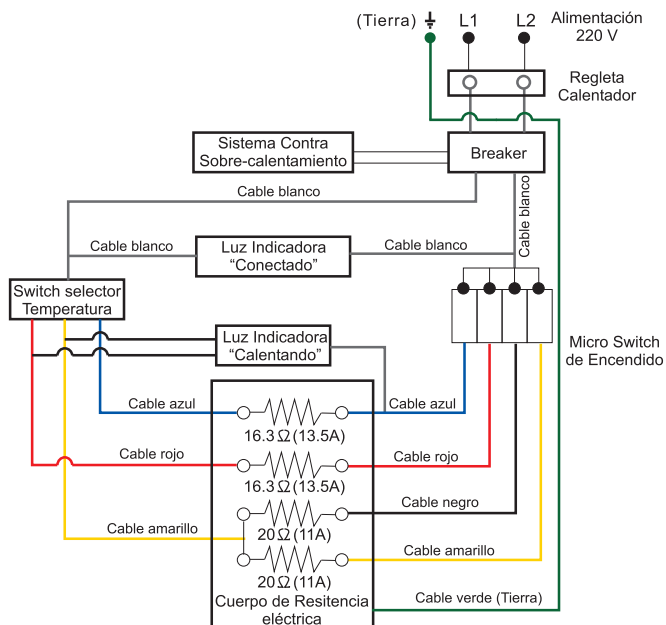 (Tierra)
L1
L2
Alimentación
220 V
Regleta
Calentador
Sistema Contra
Sobre-calentamiento
Breaker
Cable blanco
Cable blanco
Cable blanco
Luz Indicadora
"Conectado"
Cable blanco
Switch selector
Temperatura
Luz Indicadora
"Calentando"
Micro Switch
de Encendido
Cable azul
Cable azul
16.3 Ω (13.5A)
Cable rojo
Cable rojo
16.3 Ω (13.5A)
Cable negro
Cable amarillo
20 Ω (11A)
Cable amarillo
20 Ω (11A)
Cuerpo de Resitencia
eléctrica
Cable verde (Tierra)